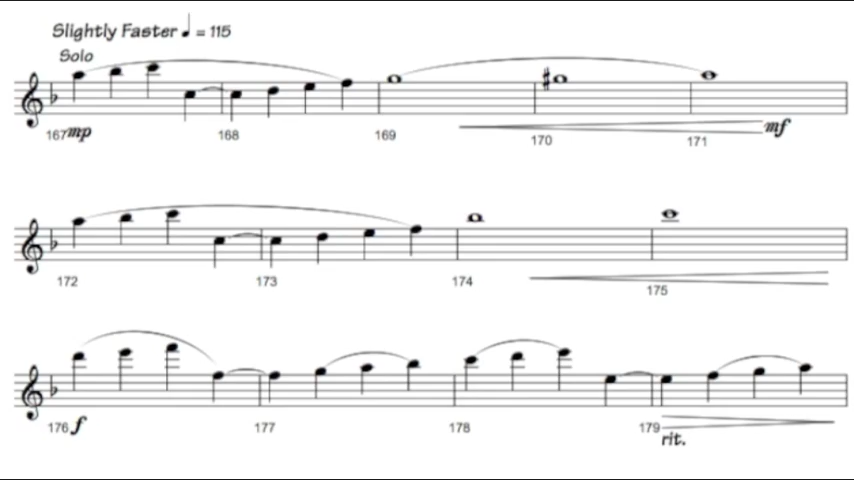 Slightly Faster ♩ = 115
Solo
mp
167 168 169 170 171
mf
172 173 174 175
176 f 177 178 179
rit.